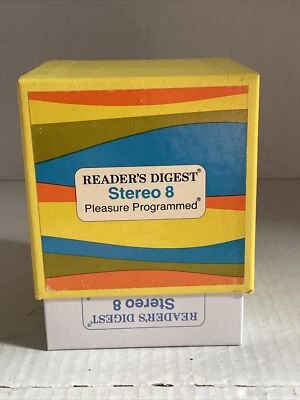 READER'S DIGEST®
Stereo 8
Pleasure Programmed®
Stereo 8
READER'S DIGEST®